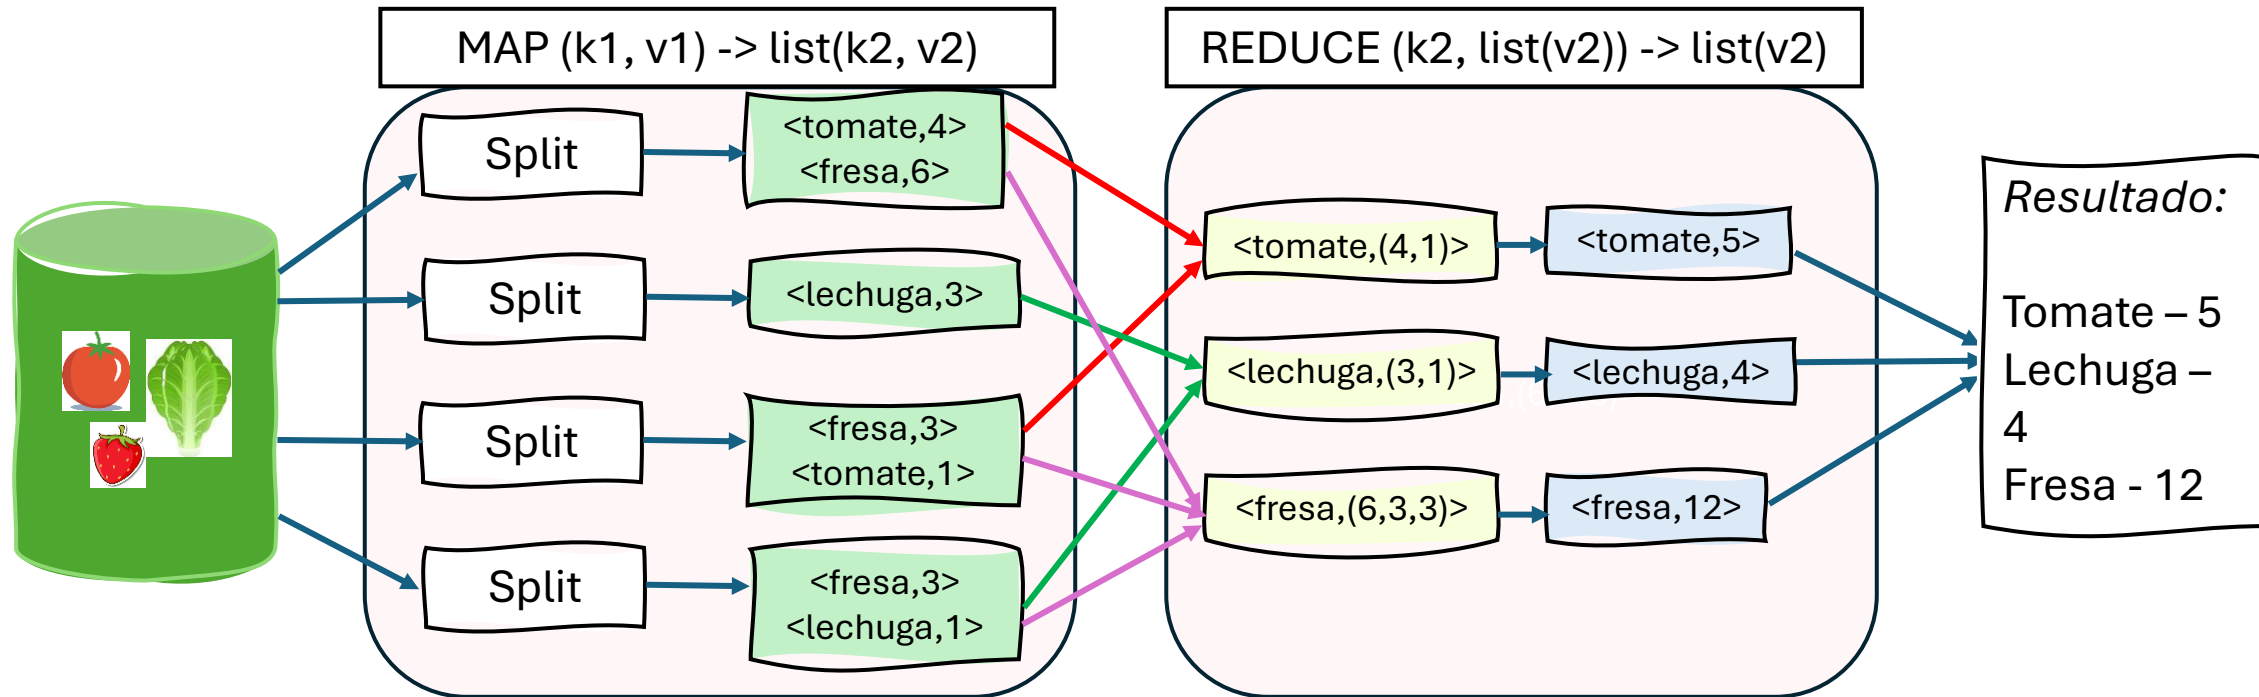 MAP (k1, v1) -> list(k2, v2)
REDUCE (k2, list(v2)) -> list(v2)
Split
<tomate,4>
<fresa,6>
Split
<lechuga,3>
Split
<fresa,3>
<tomate,1>
Split
<fresa,3>
<lechuga,1>
<tomate,(4,1)>
<tomate,5>
<lechuga,(3,1)>
<lechuga,4>
<fresa,(6,3,3)>
<fresa,12>
Resultado:
Tomate – 5
Lechuga –
4
Fresa - 12